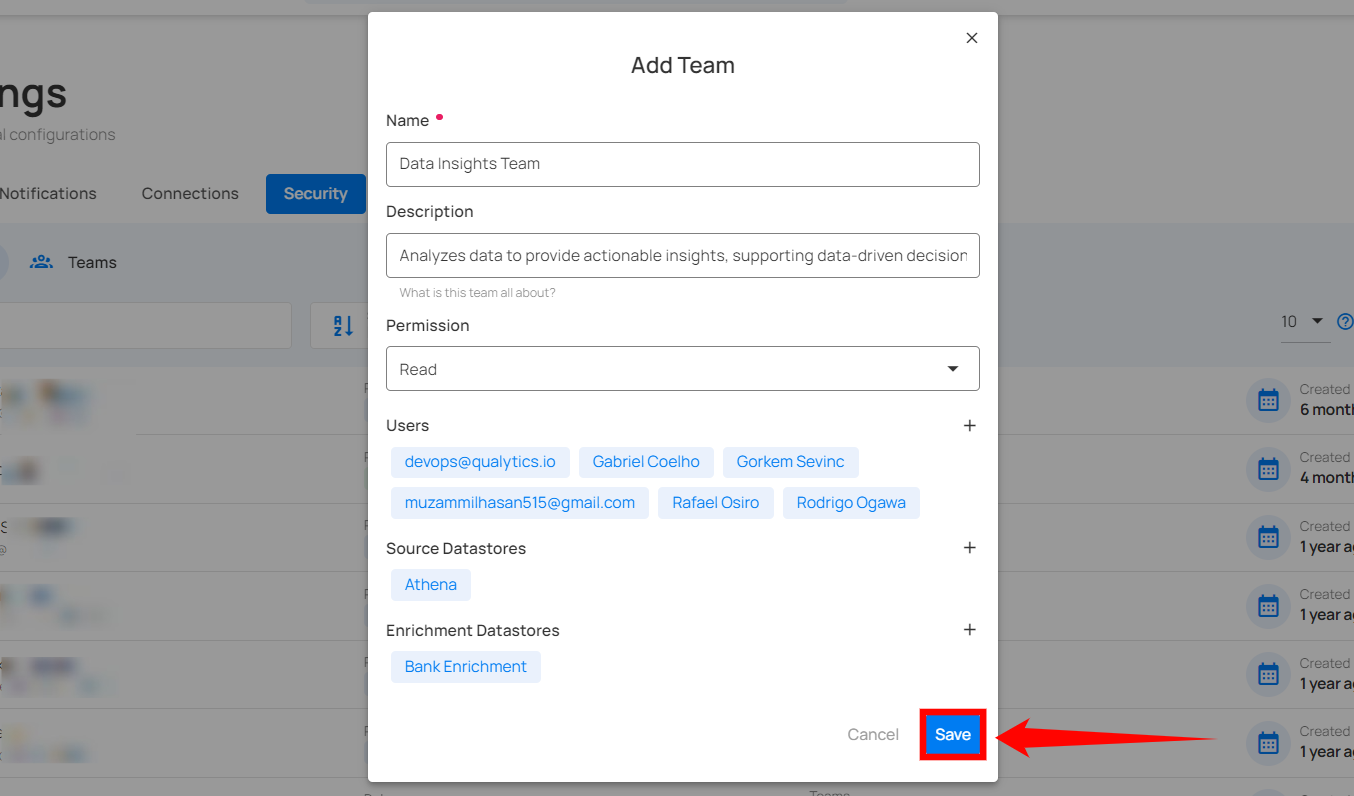 Add Team
Name
Data Insights Team
Description
Analyzes data to provide actionable insights, supporting data-driven decision
What is this team all about?
Permission
Read
Users
devops@qualytics.io Gabriel Coelho Gorkem Sevinc
muzammilhasan515@gmail.com Rafael Osiro Rodrigo Ogawa
Source Datastores
Athena
Enrichment Datastores
Bank Enrichment
Cancel Save
ngs
al configurations
Notifications Connections Security
Teams
10
Created
6 month
Created
4 month
Created
1 year a
Created
1 year a
Created
1 year a
Created
1 year a